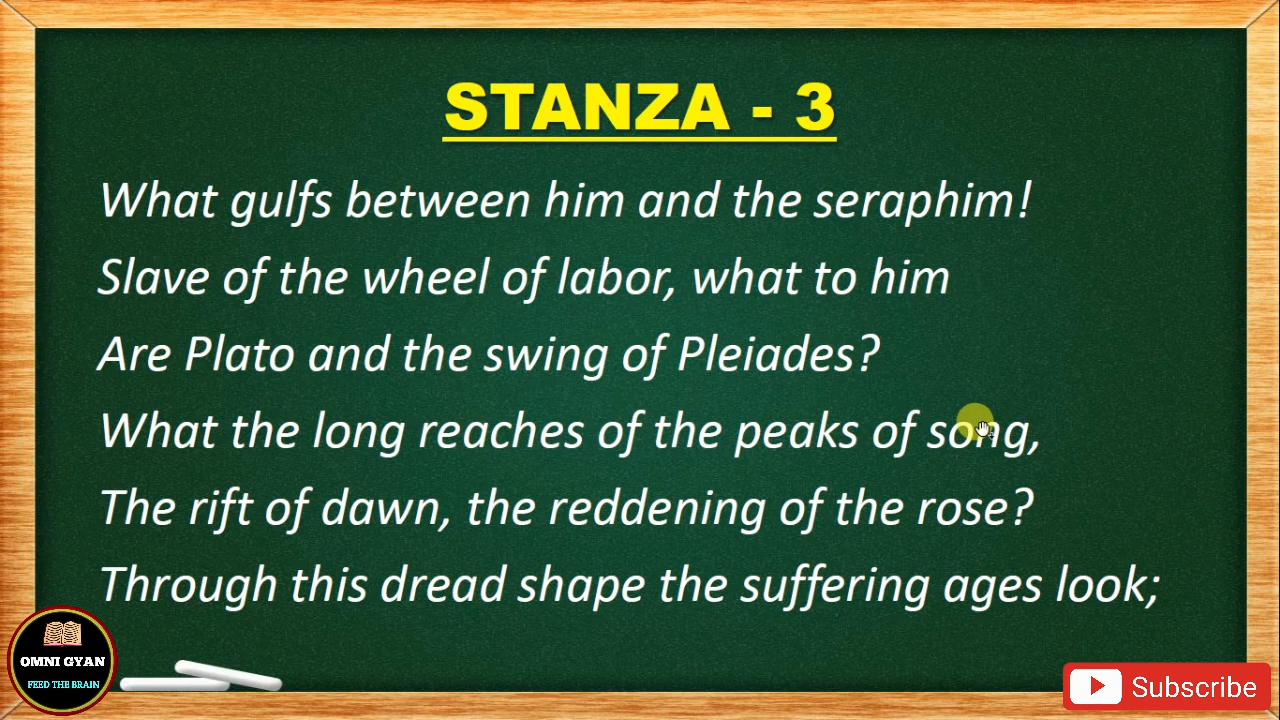 STANZA - 3
What gulfs between him and the seraphim!
Slave of the wheel of labor, what to him
Are Plato and the swing of Pleiades?
What the long reaches of the peaks of song,
The rift of dawn, the reddening of the rose?
Through this dread shape the suffering ages look;
OMNI GYAN
FEED THE BRAIN
Subscribe